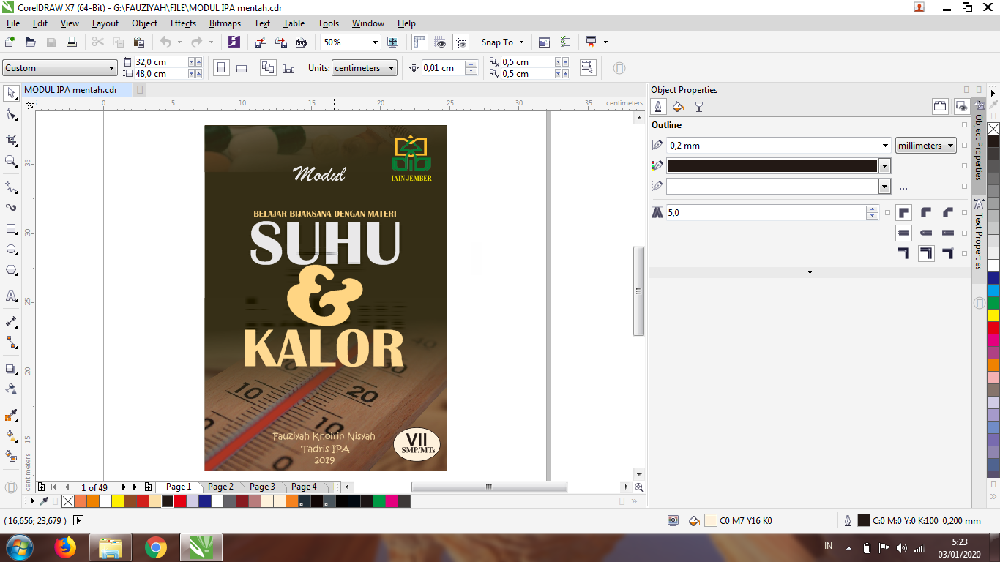 CorelDRAW X7 (64-Bit) - G:\FAUZIYAH\FILE\MODUL IPA mentah.cdr
File Edit View Layout Object Effects Bitmaps Text Table Tools Window Help
50% Snap To
Custom 32,0 cm 48,0 cm Units: centimeters 0,01 cm 0,5 cm 0,5 cm
MODUL IPA mentah.cdr
0 5 10 15 20 25 30 35 centimeters
35
30
25
20
15
centimeters
Modul
IAIN JEMBER
BELAJAR BIJAKSANA DENGAN MATERI
SUHU
&
KALOR
40
30
10 20
10
0
Fauziyah Khoirin Nisyah
Tadris IPA
2019
VII
SMP/MTs
Object Properties
Outline
0,2 mm millimeters
...
5,0
Object Properties
Text Properties
1 of 49 Page 1 Page 2 Page 3 Page 4
( 16,656; 23,679 ) C0 M7 Y16 K0 C:0 M:0 Y:0 K:100 0,200 mm
IN 5:23
03/01/2020